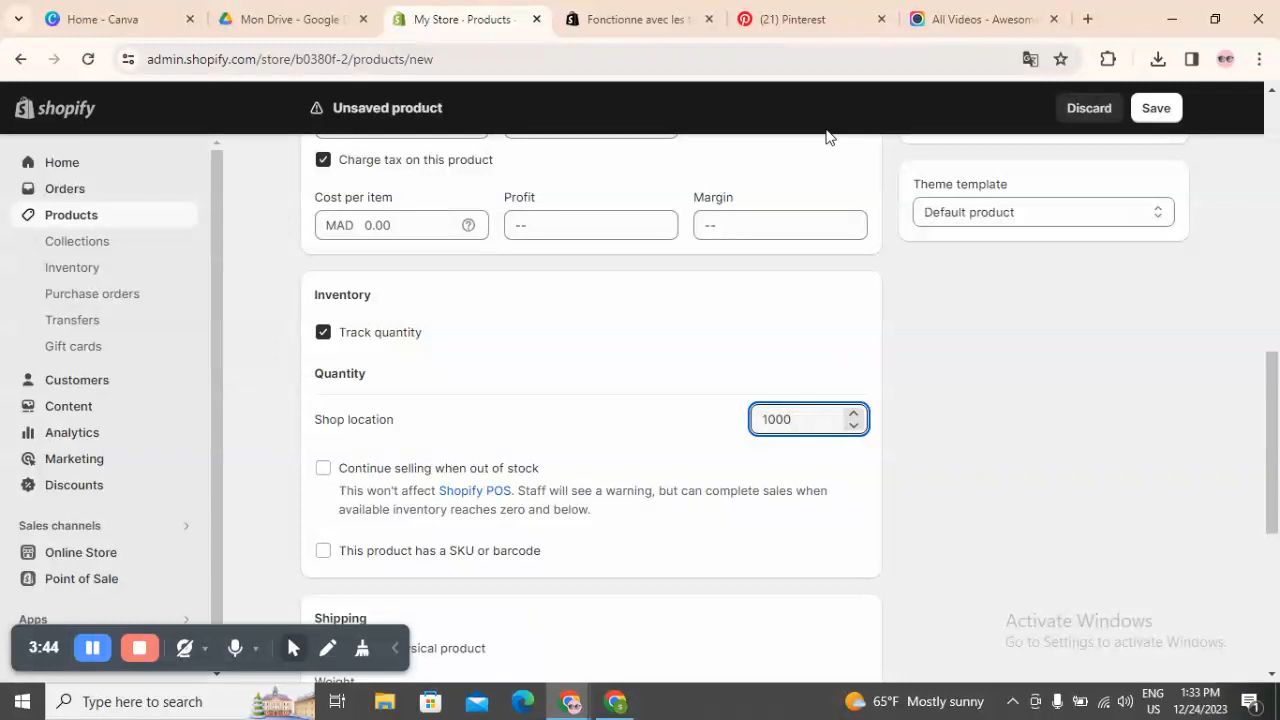 Home - Canva
Mon Drive - Google
My Store · Products ·
Fonctionne avec les t
(21) Pinterest
All Videos - Awesom
admin.shopify.com/store/b0380f-2/products/new
shopify
Unsaved product
Discard
Save
Home
Orders
Products
Collections
Inventory
Purchase orders
Transfers
Gift cards
Customers
Content
Analytics
Marketing
Discounts
Sales channels
Online Store
Point of Sale
Apps
Charge tax on this product
Cost per item
Profit
Margin
MAD 0.00
--
--
Theme template
Default product
Inventory
Track quantity
Quantity
Shop location
1000
Continue selling when out of stock
This won't affect Shopify POS. Staff will see a warning, but can complete sales when
available inventory reaches zero and below.
This product has a SKU or barcode
Shipping
sical product
Weight
3:44
Activate Windows
Go to Settings to activate Windows.
Type here to search
65°F Mostly sunny
ENG
US
1:33 PM
12/24/2023
1